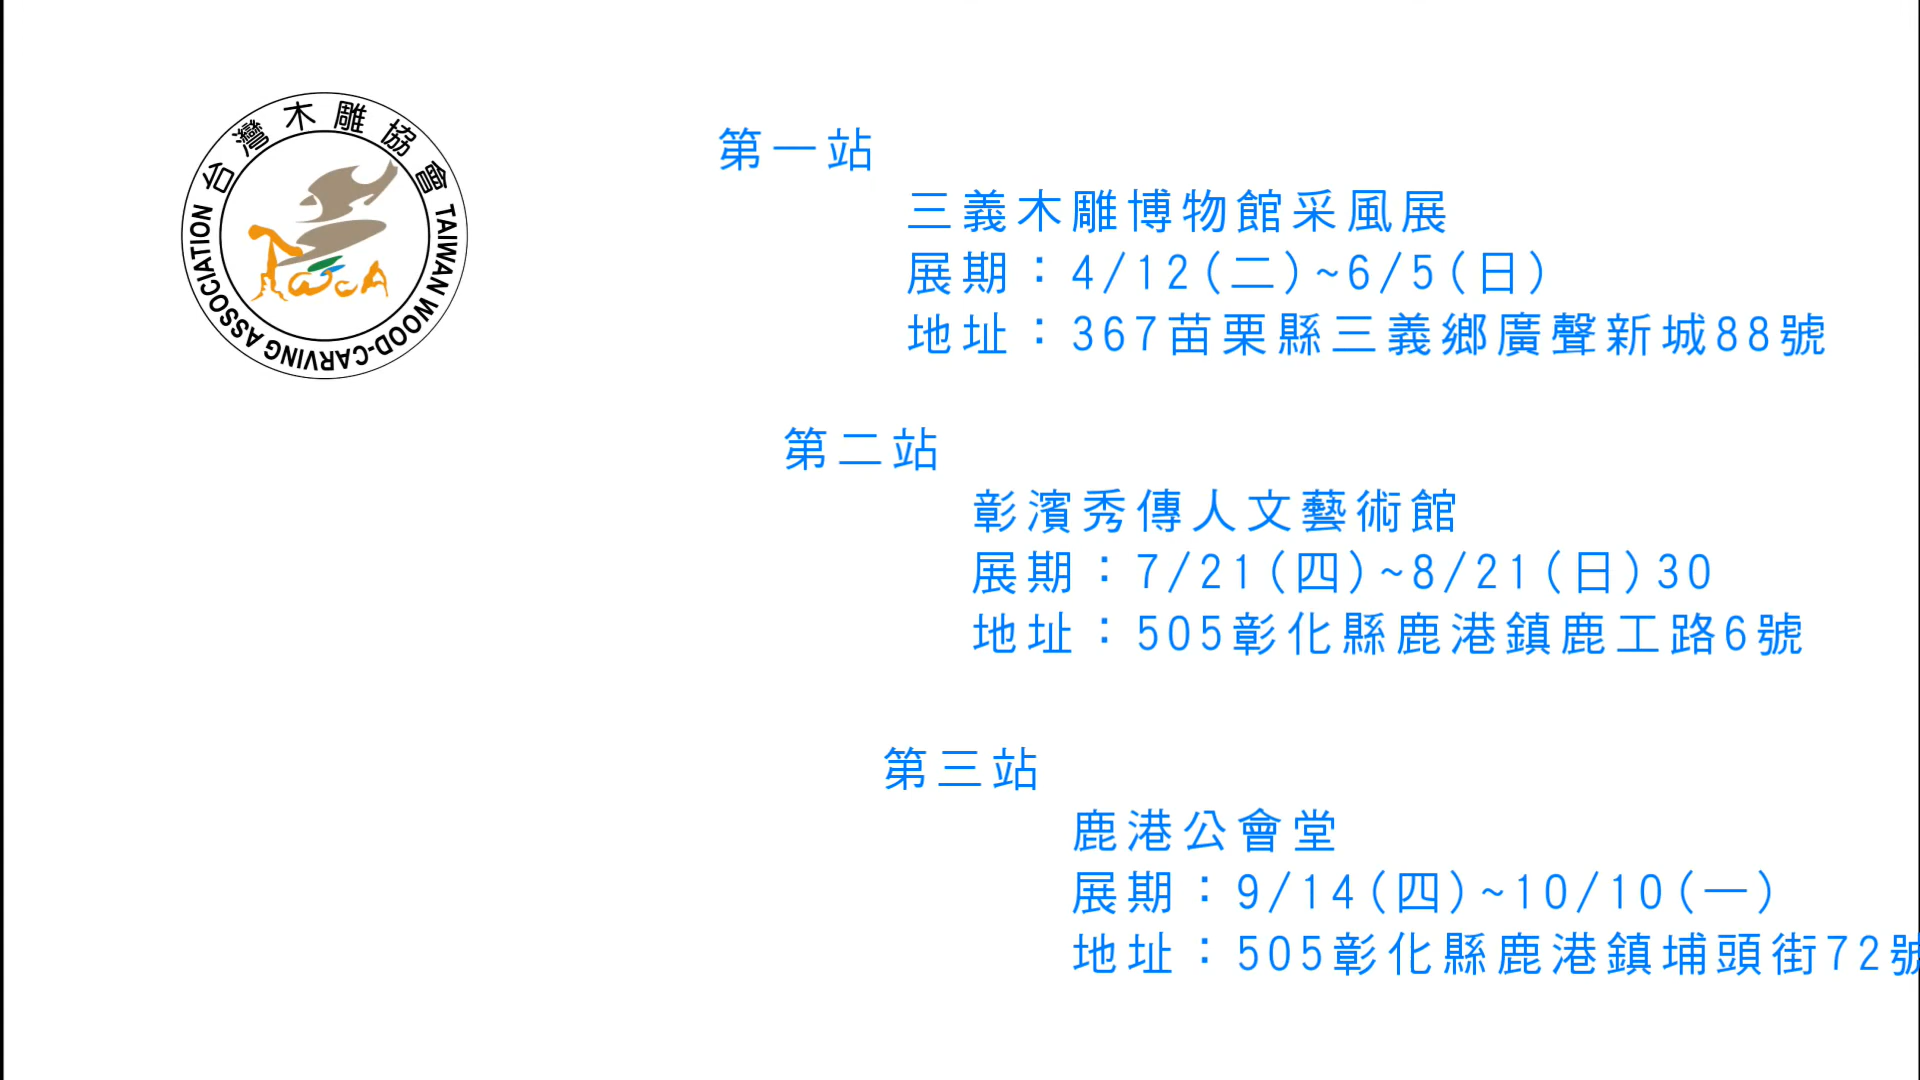 台灣木雕協會
TAIWAN WOOD-CARVING ASSOCIATION
TWCA
第一站
三義木雕博物館采風展
展期：4/12(二)~6/5(日)
地址：367苗栗縣三義鄉廣聲新城88號
第二站
彰濱秀傳人文藝術館
展期：7/21(四)~8/21(日)30
地址：505彰化縣鹿港鎮鹿工路6號
第三站
鹿港公會堂
展期：9/14(四)~10/10(一)
地址：505彰化縣鹿港鎮埔頭街72號